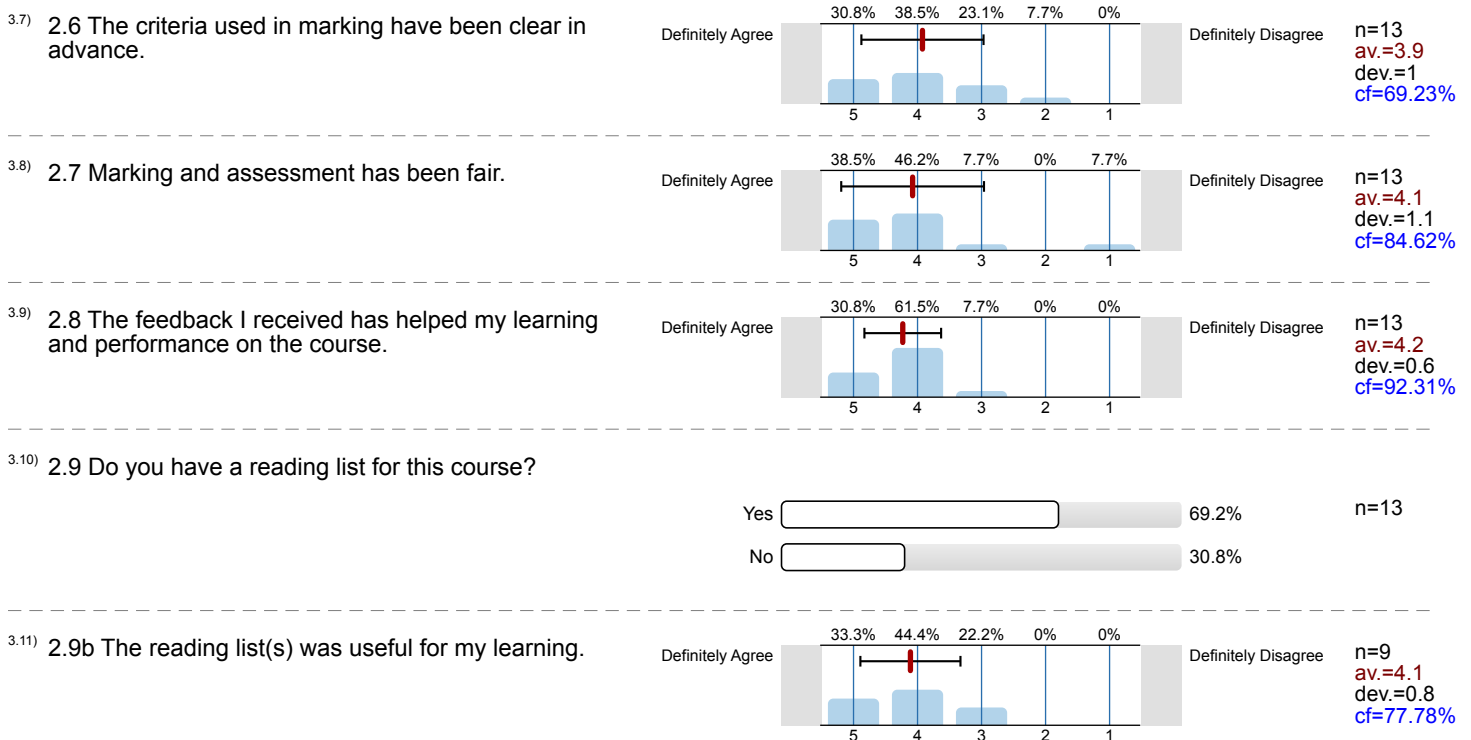 3.7) 2.6 The criteria used in marking have been clear in
advance.
30.8% 38.5% 23.1% 7.7% 0%
Definitely Agree Definitely Disagree
5 4 3 2 1
n=13
av.=3.9
dev.=1
cf=69.23%
3.8) 2.7 Marking and assessment has been fair.
38.5% 46.2% 7.7% 0% 7.7%
Definitely Agree Definitely Disagree
5 4 3 2 1
n=13
av.=4.1
dev.=1.1
cf=84.62%
3.9) 2.8 The feedback I received has helped my learning
and performance on the course.
30.8% 61.5% 7.7% 0% 0%
Definitely Agree Definitely Disagree
5 4 3 2 1
n=13
av.=4.2
dev.=0.6
cf=92.31%
3.10) 2.9 Do you have a reading list for this course?
Yes 69.2% n=13
No 30.8%
3.11) 2.9b The reading list(s) was useful for my learning.
33.3% 44.4% 22.2% 0% 0%
Definitely Agree Definitely Disagree
5 4 3 2 1
n=9
av.=4.1
dev.=0.8
cf=77.78%